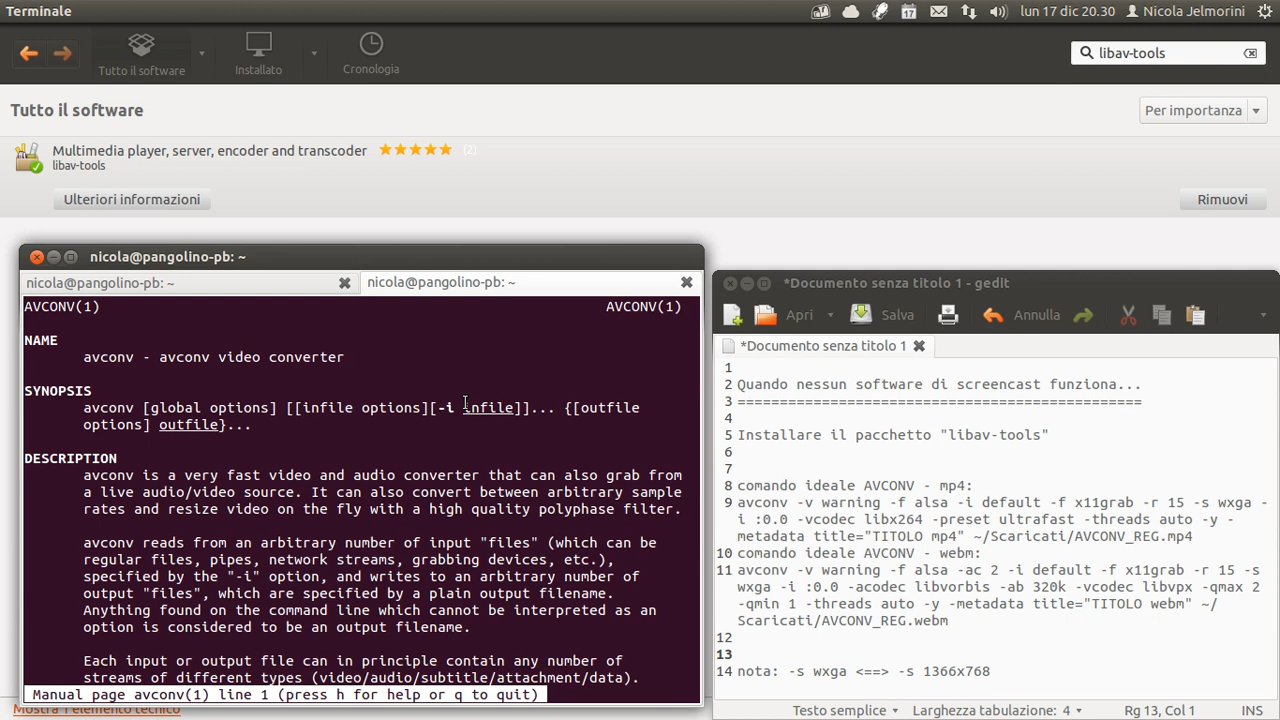 Terminale
lun 17 dic 20.30
Nicola Jelmorini
Tutto il software
Installato
Cronologia
libav-tools
Tutto il software
Per importanza
Multimedia player, server, encoder and transcoder
(2)
libav-tools
Ulteriori informazioni
Rimuovi
nicola@pangolino-pb: ~
nicola@pangolino-pb: ~
nicola@pangolino-pb: ~
AVCONV(1) AVCONV(1)
NAME
avconv - avconv video converter
SYNOPSIS
avconv [global options] [[infile options][-i infile]]... {[outfile
options] outfile}...
DESCRIPTION
avconv is a very fast video and audio converter that can also grab from
a live audio/video source. It can also convert between arbitrary sample
rates and resize video on the fly with a high quality polyphase filter.
avconv reads from an arbitrary number of input "files" (which can be
regular files, pipes, network streams, grabbing devices, etc.),
specified by the "-i" option, and writes to an arbitrary number of
output "files", which are specified by a plain output filename.
Anything found on the command line which cannot be interpreted as an
option is considered to be an output filename.
Each input or output file can in principle contain any number of
streams of different types (video/audio/subtitle/attachment/data).
Manual page avconv(1) line 1 (press h for help or q to quit)
Mostra 1 elemento tecnico
*Documento senza titolo 1 - gedit
Apri
Salva
Annulla
*Documento senza titolo 1
1
2 Quando nessun software di screencast funziona...
3 ================================================
4
5 Installare il pacchetto "libav-tools"
6
7
8 comando ideale AVCONV - mp4:
9 avconv -v warning -f alsa -i default -f x11grab -r 15 -s wxga -
i :0.0 -vcodec libx264 -preset ultrafast -threads auto -y -
metadata title="TITOLO mp4" ~/Scaricati/AVCONV_REG.mp4
10 comando ideale AVCONV - webm:
11 avconv -v warning -f alsa -ac 2 -i default -f x11grab -r 15 -s
wxga -i :0.0 -acodec libvorbis -ab 320k -vcodec libvpx -qmax 2
-qmin 1 -threads auto -y -metadata title="TITOLO webm" ~/
Scaricati/AVCONV_REG.webm
12
13
14 nota: -s wxga <==> -s 1366x768
Testo semplice
Larghezza tabulazione: 4
Rg 13, Col 1
INS